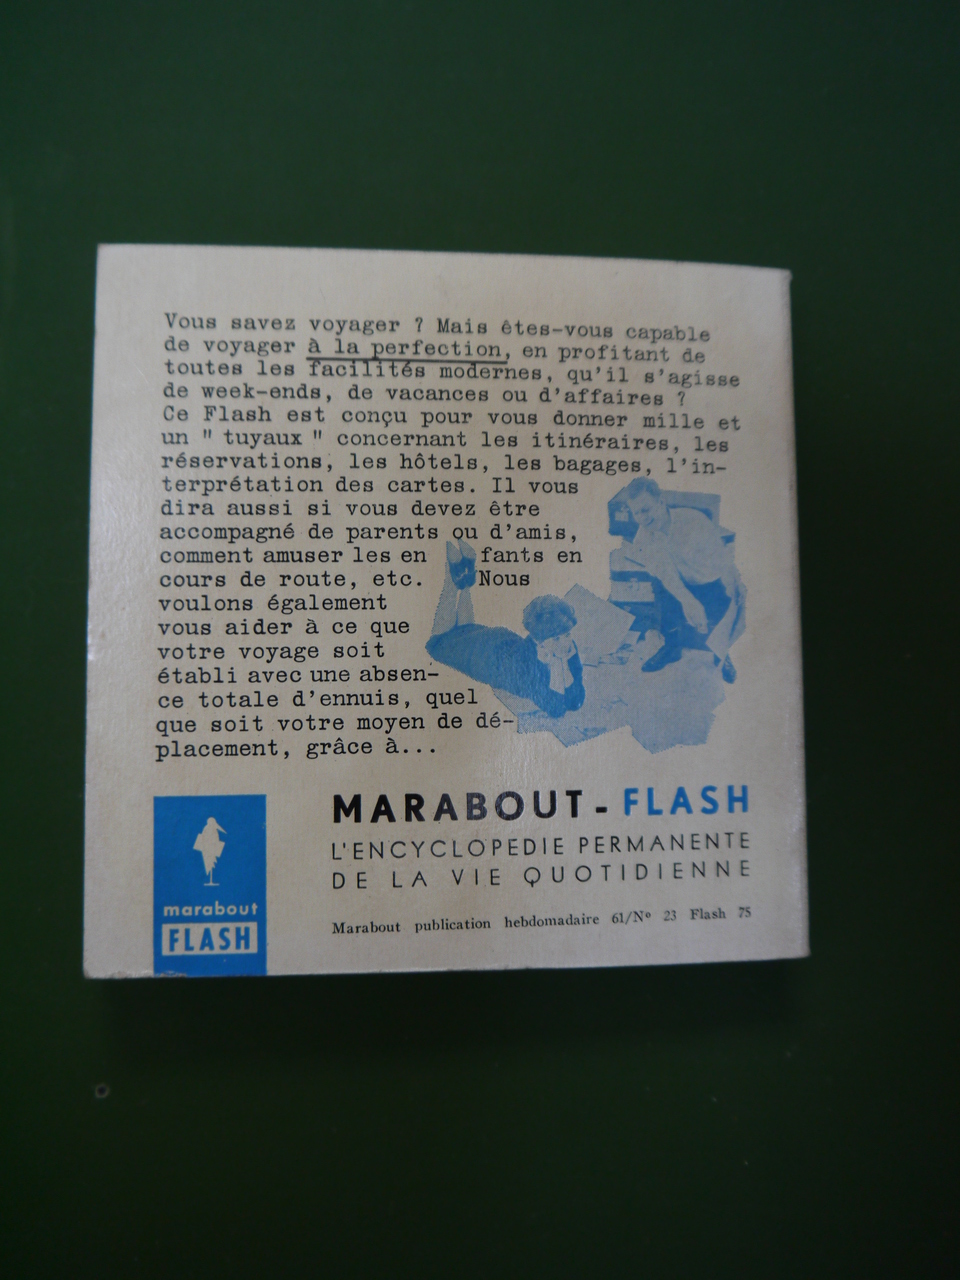 Vous savez voyager ? Mais êtes-vous capable
de voyager à la perfection, en profitant de
toutes les facilités modernes, qu'il s'agisse
de week-ends, de vacances ou d'affaires ?
Ce Flash est conçu pour vous donner mille et
un " tuyaux " concernant les itinéraires, les
réservations, les hôtels, les bagages, l'in-
terprétation des cartes. Il vous
dira aussi si vous devez être
accompagné de parents ou d'amis,
comment amuser les en fants en
cours de route, etc. Nous
voulons également
vous aider à ce que
votre voyage soit
établi avec une absen-
ce totale d'ennuis, quel
que soit votre moyen de dé-
placement, grâce à...
MARABOUT - FLASH
L'ENCYCLOPEDIE PERMANENTE
DE LA VIE QUOTIDIENNE
Marabout publication hebdomadaire 61/N° 23 Flash 75
marabout
FLASH